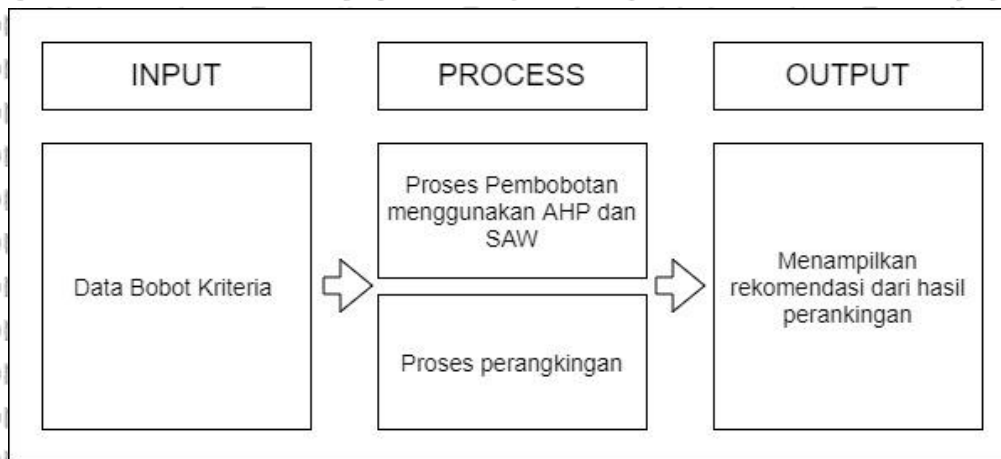 INPUT
PROCESS
OUTPUT
Data Bobot Kriteria
Proses Pembobotan
menggunakan AHP dan
SAW
Proses perangkingan
Menampilkan
rekomendasi dari hasil
perankingan